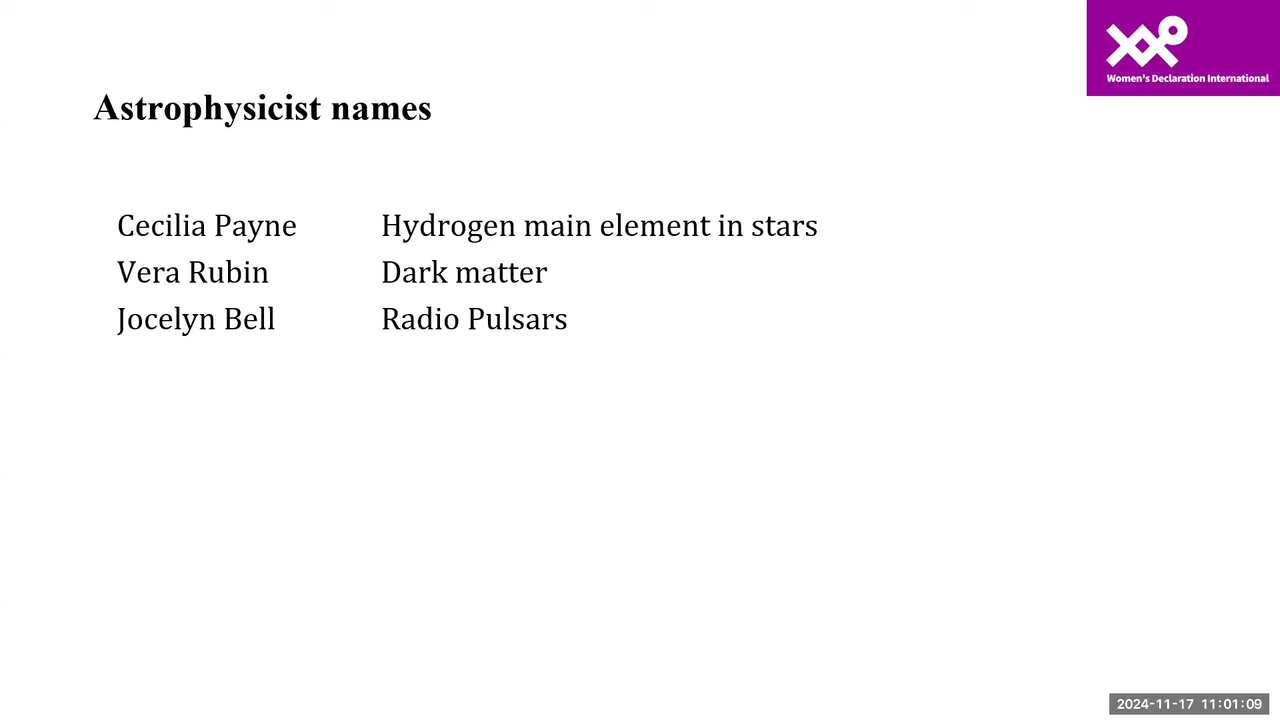 Women's Declaration International
Astrophysicist names
Cecilia Payne Hydrogen main element in stars
Vera Rubin Dark matter
Jocelyn Bell Radio Pulsars
2024-11-17 11:01:09